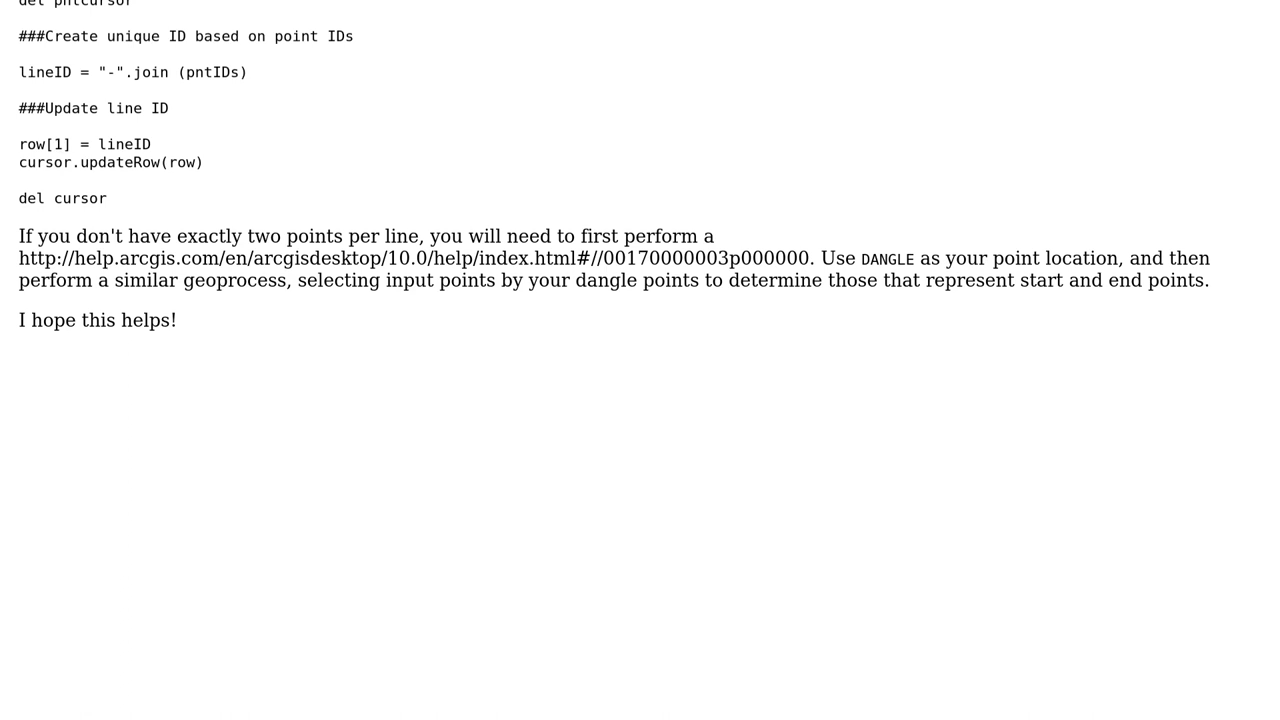 del pntcursor
###Create unique ID based on point IDs
lineID = "-".join (pntIDs)
###Update line ID
row[1] = lineID
cursor.updateRow(row)
del cursor
If you don't have exactly two points per line, you will need to first perform a
http://help.arcgis.com/en/arcgisdesktop/10.0/help/index.html#//00170000003p000000. Use DANGLE as your point location, and then
perform a similar geoprocess, selecting input points by your dangle points to determine those that represent start and end points.
I hope this helps!